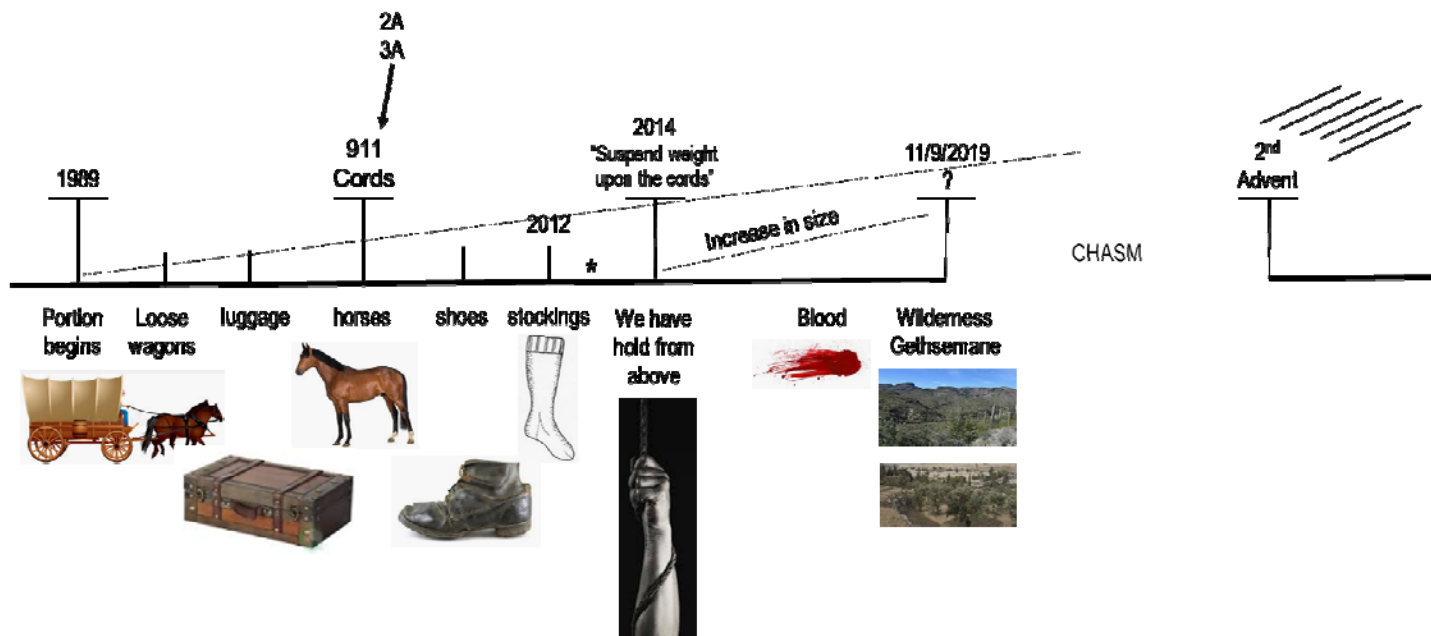 2A
3A
1989
911
Cords
2012
2014
"Suspend weight
upon the cords"
Increase in size
11/9/2019
?
CHASM
2nd
Advent
Portion
begins
Loose
wagons
luggage
horses
shoes
stockings
*
We have
hold from
above
Blood
Wilderness
Gethsemane